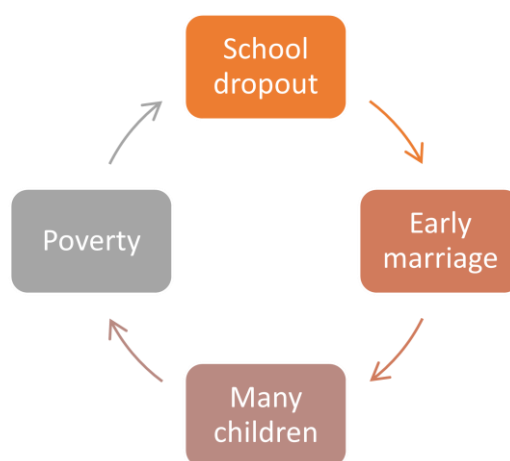 School
dropout
Early
marriage
Many
children
Poverty